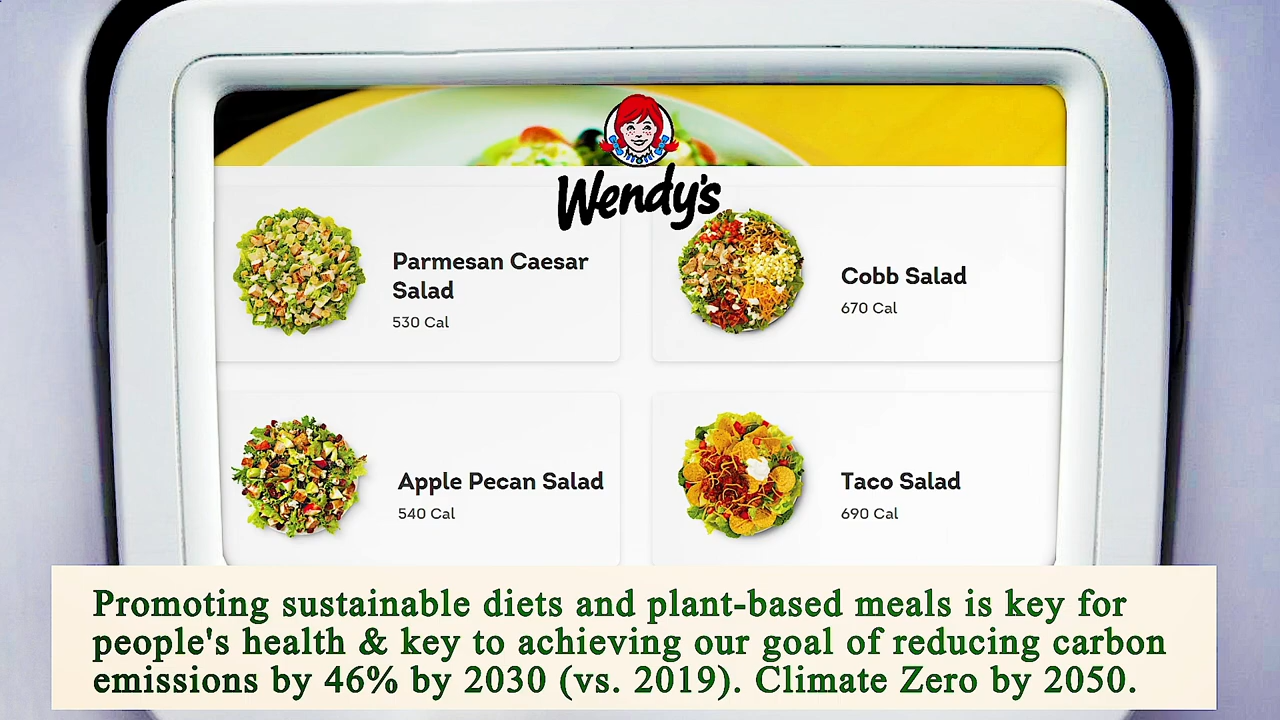 Wendy's
Parmesan Caesar
Salad
530 Cal
Cobb Salad
670 Cal
Apple Pecan Salad
540 Cal
Taco Salad
690 Cal
Promoting sustainable diets and plant-based meals is key for
people's health & key to achieving our goal of reducing carbon
emissions by 46% by 2030 (vs. 2019). Climate Zero by 2050.